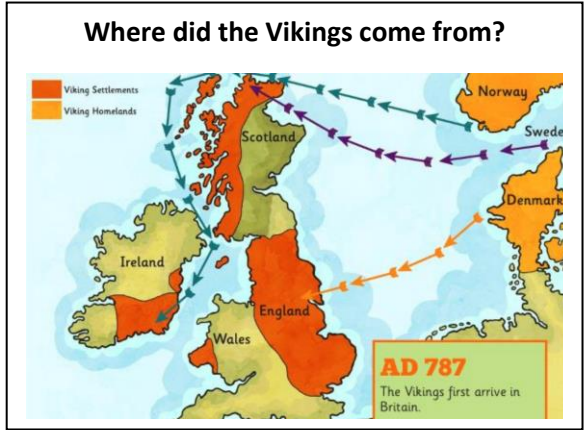 Where did the Vikings come from?
Viking Settlements
Viking Homelands
Norway
Swede
Scotland
Denmark
Ireland
England
Wales
AD 787
The Vikings first arrive in
Britain.